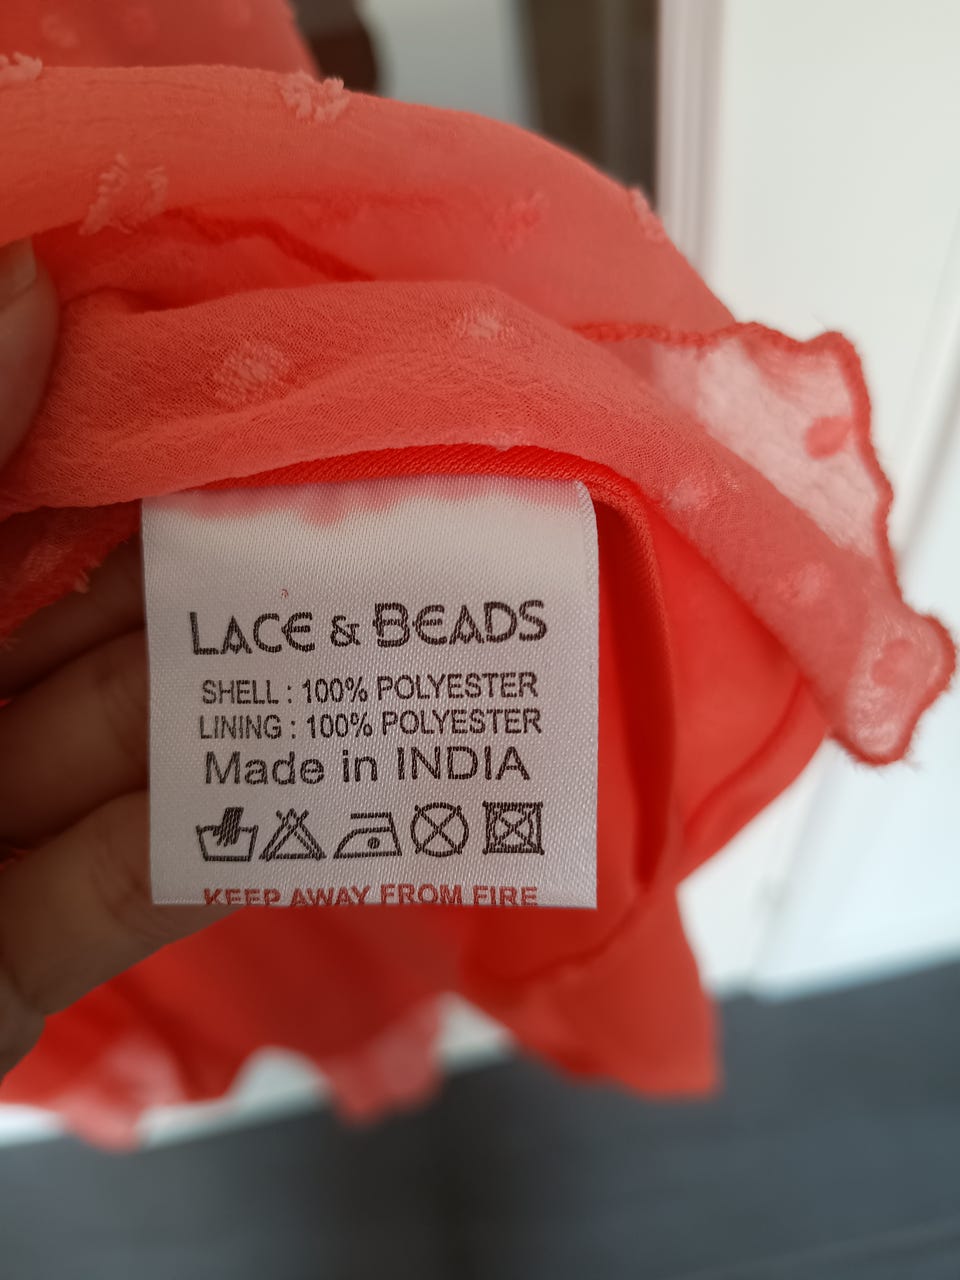 LACE & BEADS
SHELL : 100% POLYESTER
LINING : 100% POLYESTER
Made in INDIA
KEEP AWAY FROM FIRE